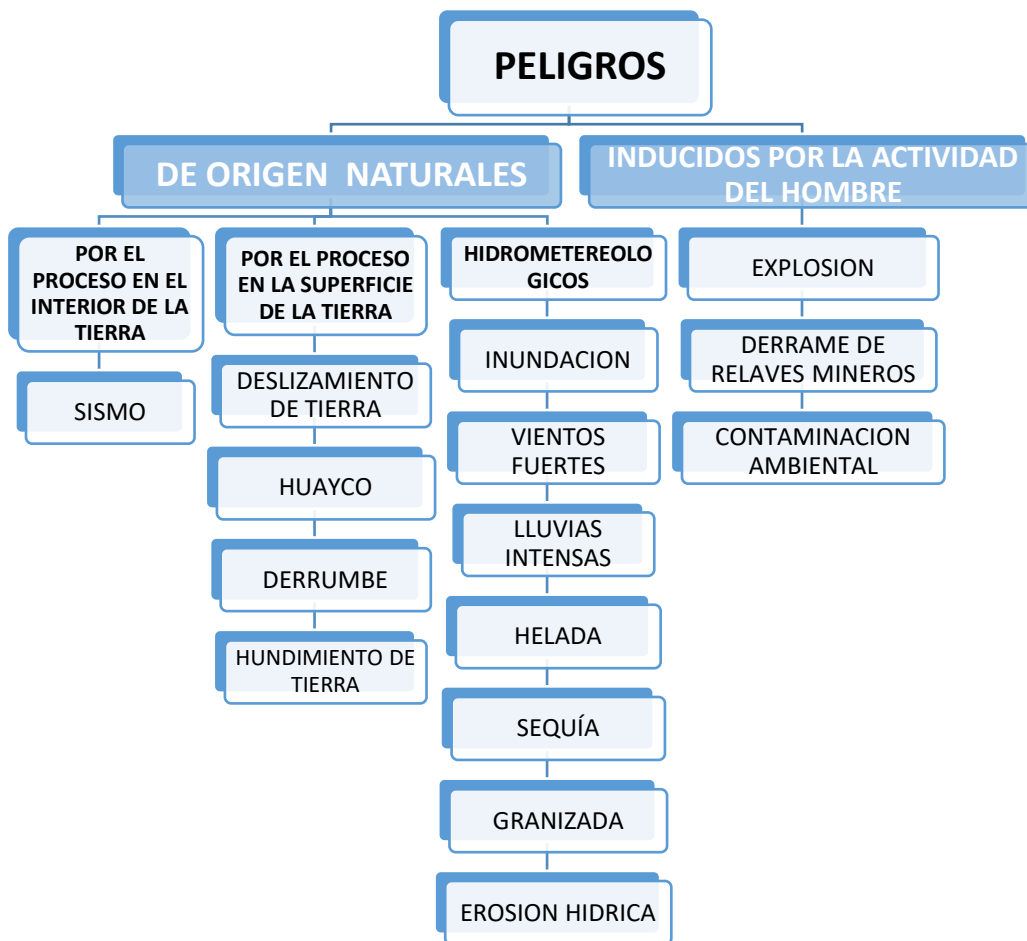 PELIGROS
DE ORIGEN  NATURALES
INDUCIDOS POR LA ACTIVIDAD
DEL HOMBRE
POR EL
PROCESO EN EL
INTERIOR DE LA
TIERRA
SISMO
POR EL PROCESO
EN LA SUPERFICIE
DE LA TIERRA
DESLIZAMIENTO
DE TIERRA
HUAYCO
DERRUMBE
HUNDIMIENTO DE
TIERRA
HIDROMETEREOLO
GICOS
INUNDACION
VIENTOS
FUERTES
LLUVIAS
INTENSAS
HELADA
SEQUÍA
GRANIZADA
EROSION HIDRICA
EXPLOSION
DERRAME DE
RELAVES MINEROS
CONTAMINACION
AMBIENTAL